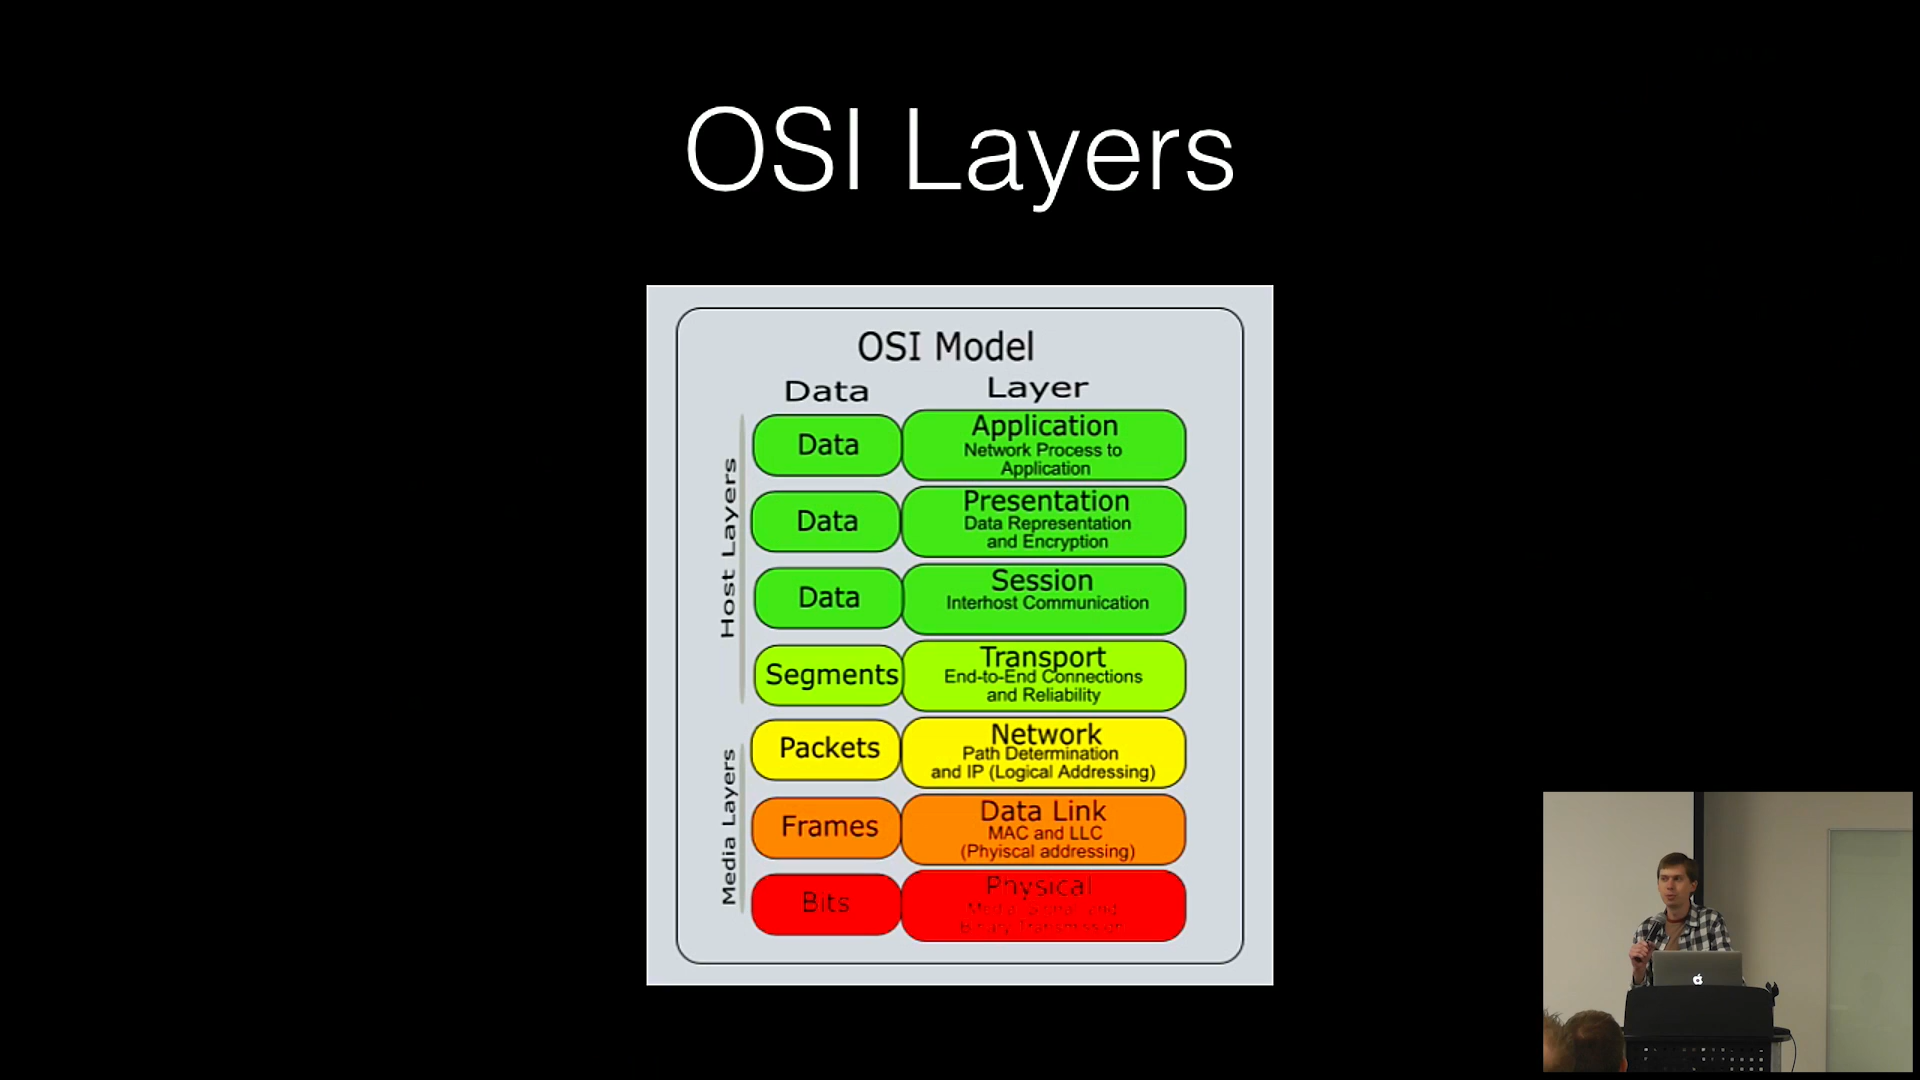 OSI Layers
OSI Model
Data
Layer
Host Layers
Data
Application
Network Process to
Application
Data
Presentation
Data Representation
and Encryption
Data
Session
Interhost Communication
Segments
Transport
End-to-End Connections
and Reliability
Media Layers
Packets
Network
Path Determination
and IP (Logical Addressing)
Frames
Data Link
MAC and LLC
(Phyiscal addressing)
Bits
Physical
Media, Signal, and
Binary Transmission